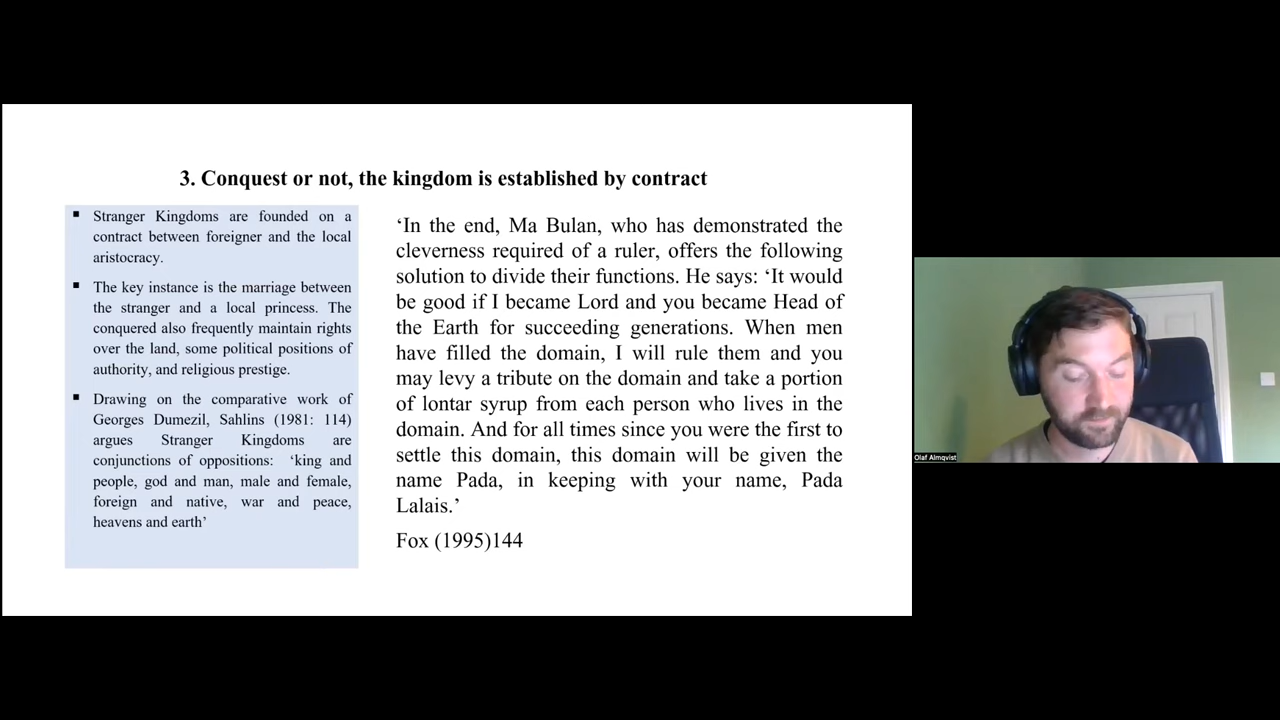 3. Conquest or not, the kingdom is established by contract
▪ Stranger Kingdoms are founded on a
contract between foreigner and the local
aristocracy.
▪ The key instance is the marriage between
the stranger and a local princess. The
conquered also frequently maintain rights
over the land, some political positions of
authority, and religious prestige.
▪ Drawing on the comparative work of
Georges Dumezil, Sahlins (1981: 114)
argues Stranger Kingdoms are
conjunctions of oppositions: ‘king and
people, god and man, male and female,
foreign and native, war and peace,
heavens and earth’
‘In the end, Ma Bulan, who has demonstrated the
cleverness required of a ruler, offers the following
solution to divide their functions. He says: ‘It would
be good if I became Lord and you became Head of
the Earth for succeeding generations. When men
have filled the domain, I will rule them and you
may levy a tribute on the domain and take a portion
of lontar syrup from each person who lives in the
domain. And for all times since you were the first to
settle this domain, this domain will be given the
name Pada, in keeping with your name, Pada
Lalais.’
Fox (1995)144
Olaf Almqvist